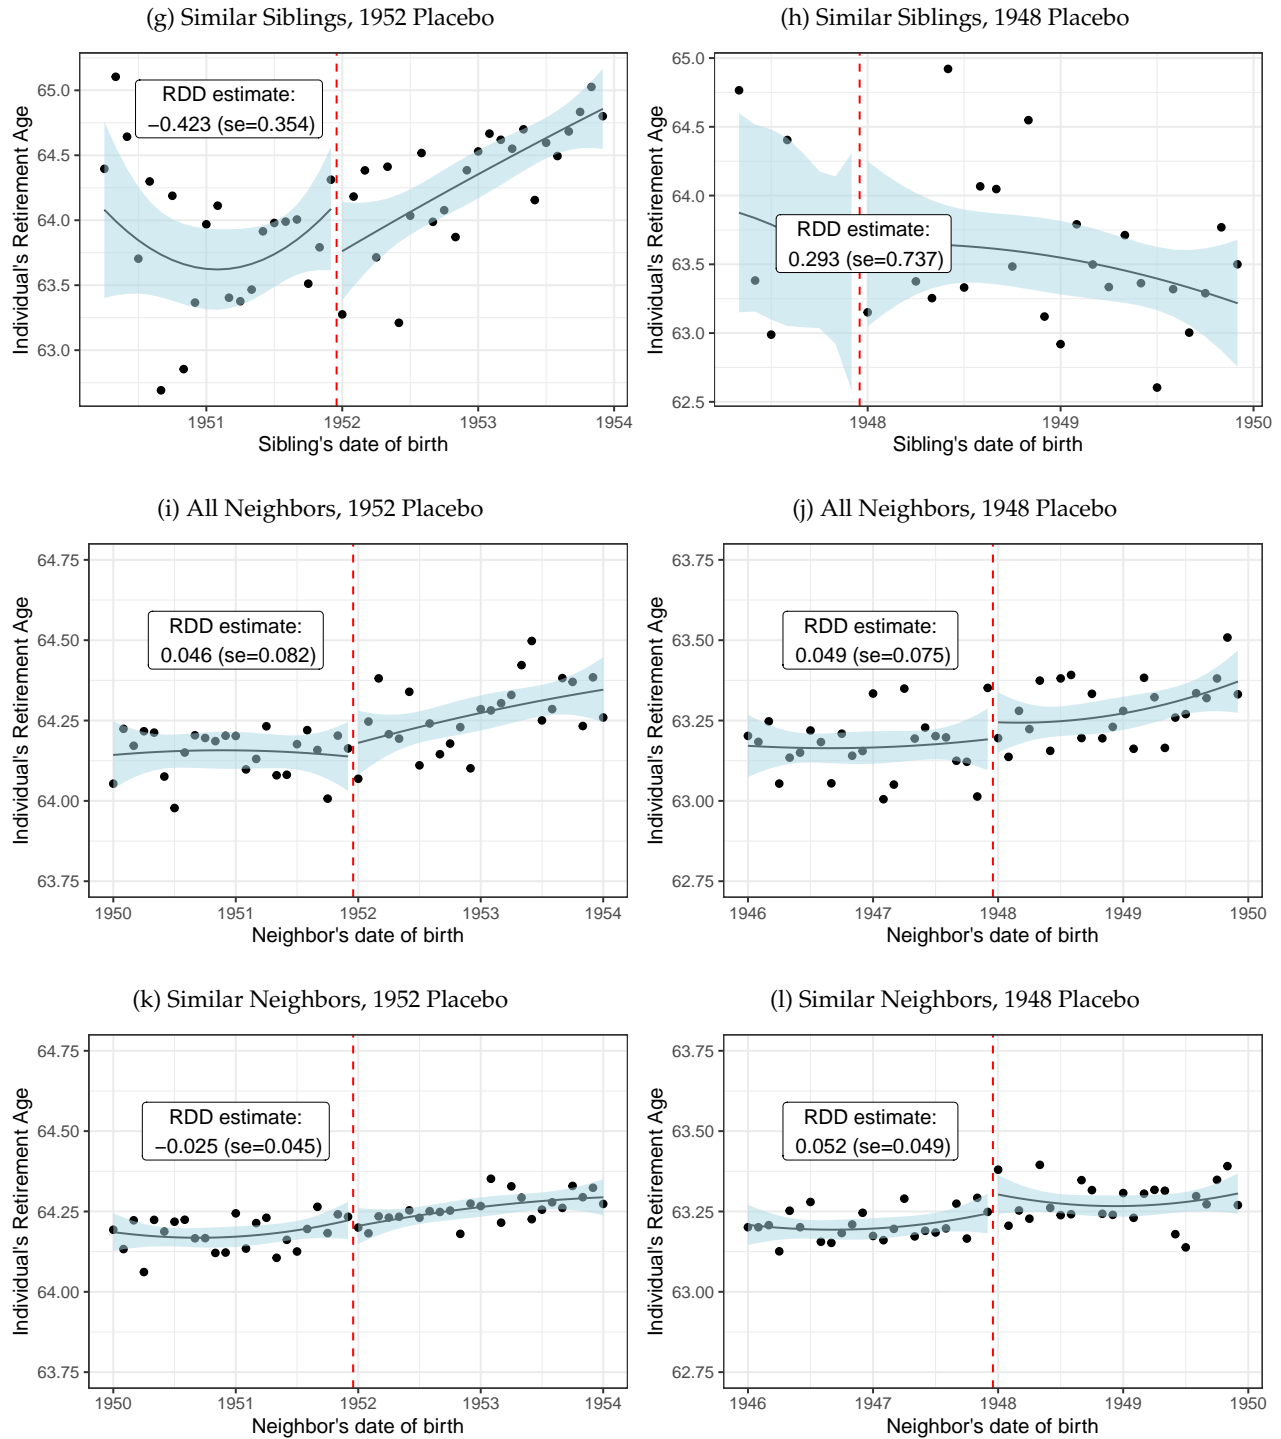 (g) Similar Siblings, 1952 Placebo
Individual's Retirement Age
65.0
64.5
64.0
63.5
63.0
RDD estimate:
−0.423 (se=0.354)
1951
1952
1953
1954
Sibling's date of birth
(h) Similar Siblings, 1948 Placebo
Individual's Retirement Age
65.0
64.5
64.0
63.5
63.0
62.5
RDD estimate:
0.293 (se=0.737)
1948
1949
1950
Sibling's date of birth
(i) All Neighbors, 1952 Placebo
Individual's Retirement Age
64.75
64.50
64.25
64.00
63.75
RDD estimate:
0.046 (se=0.082)
1950
1951
1952
1953
1954
Neighbor's date of birth
(j) All Neighbors, 1948 Placebo
Individual's Retirement Age
63.75
63.50
63.25
63.00
62.75
RDD estimate:
0.049 (se=0.075)
1946
1947
1948
1949
1950
Neighbor's date of birth
(k) Similar Neighbors, 1952 Placebo
Individual's Retirement Age
64.75
64.50
64.25
64.00
63.75
RDD estimate:
−0.025 (se=0.045)
1950
1951
1952
1953
1954
Neighbor's date of birth
(l) Similar Neighbors, 1948 Placebo
Individual's Retirement Age
63.75
63.50
63.25
63.00
62.75
RDD estimate:
0.052 (se=0.049)
1946
1947
1948
1949
1950
Neighbor's date of birth